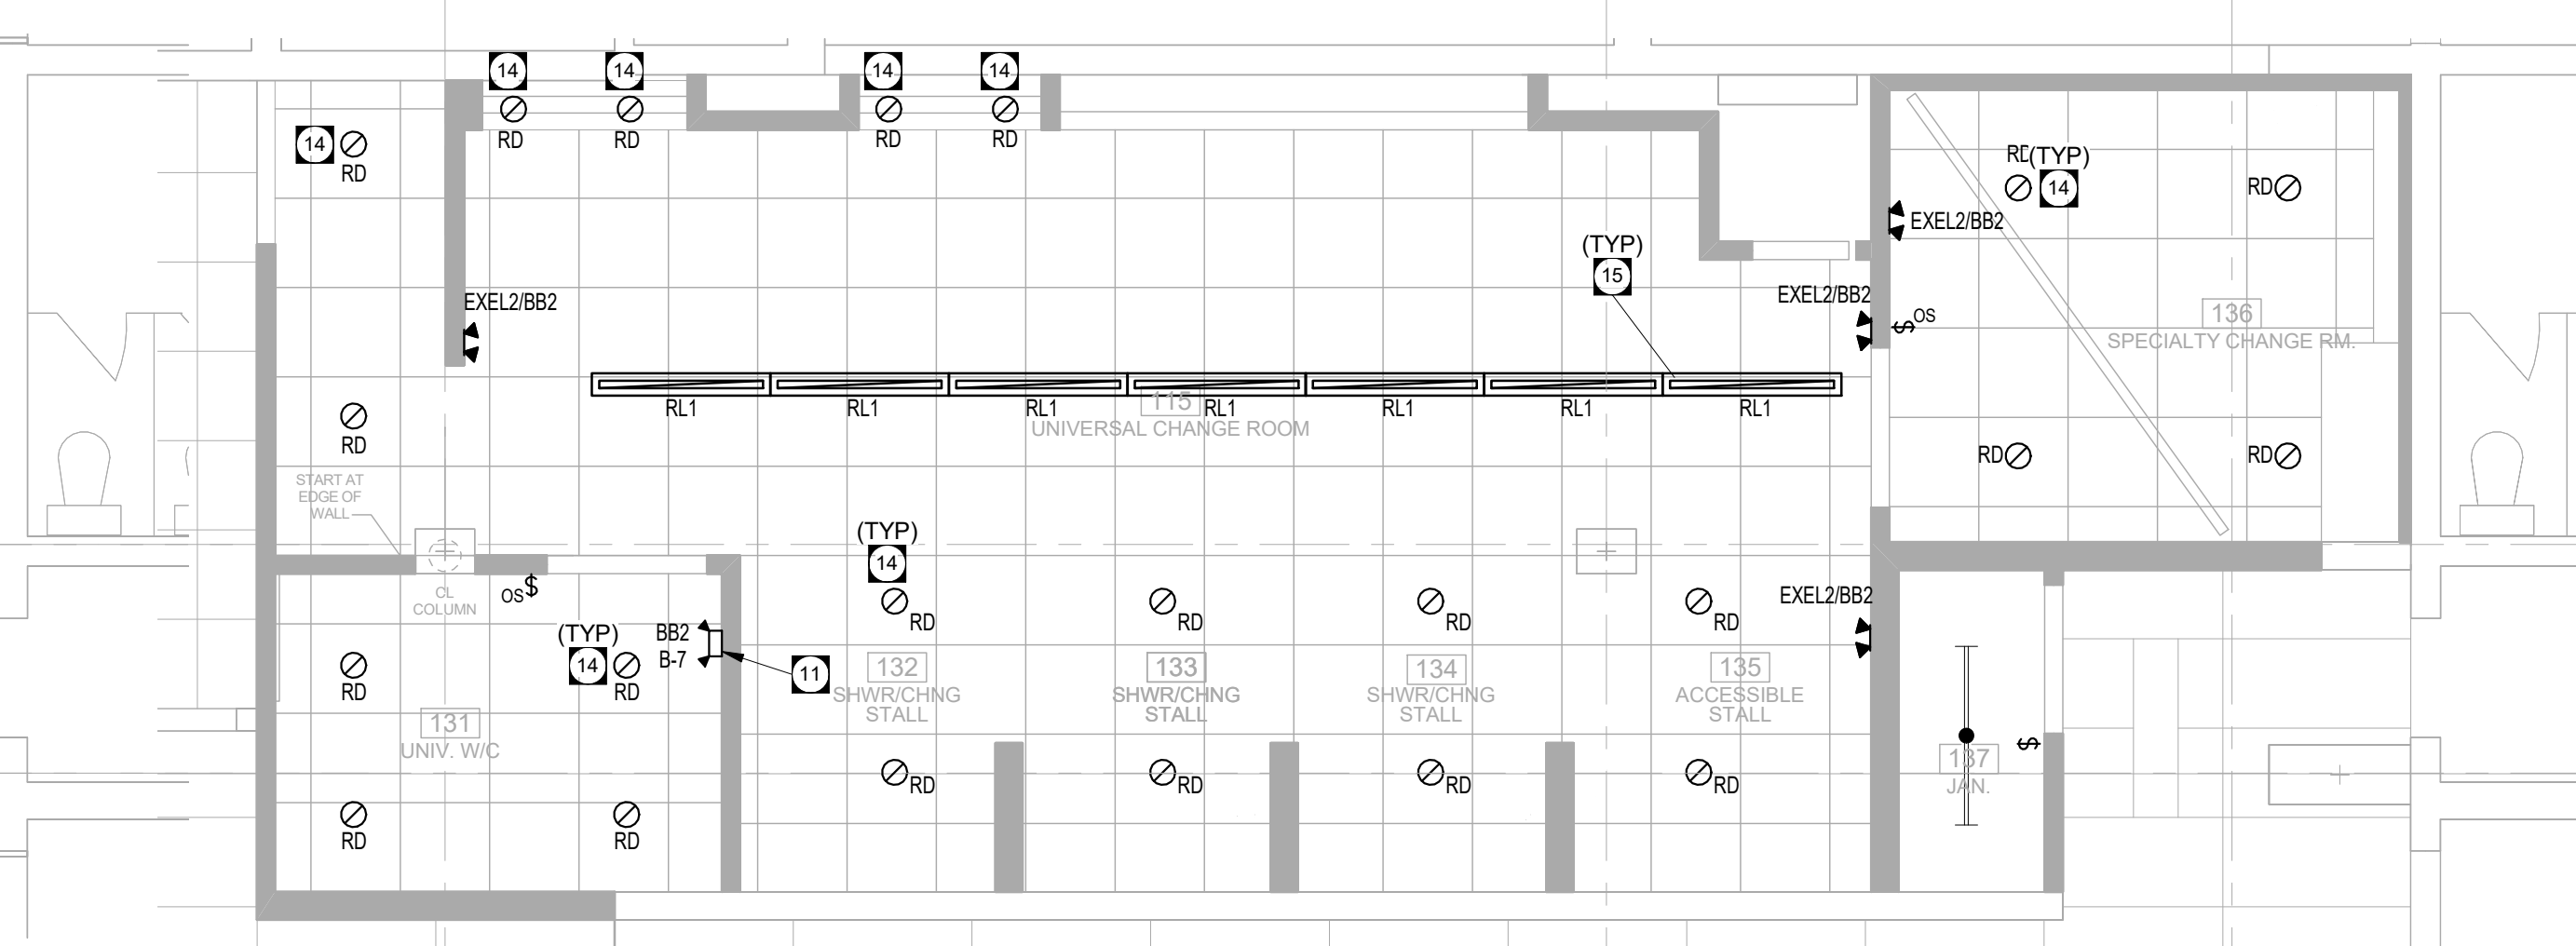 14 14 14 14
RD RD RD RD
14
RD
RD (TYP)
14
RD
EXEL2/BB2
(TYP)
15
EXEL2/BB2
EXEL2/BB2
OS
$
136
SPECIALTY CHANGE RM.
RL1 RL1 RL1 RL1 RL1 RL1 RL1
115
UNIVERSAL CHANGE ROOM
RD
RD RD
START AT
EDGE OF
WALL
(TYP)
14
OS $
CL
COLUMN
EXEL2/BB2
RD RD RD RD
(TYP)
14
BB2
B-7
11
RD RD
132
SHWR/CHNG
STALL
133
SHWR/CHNG
STALL
134
SHWR/CHNG
STALL
135
ACCESSIBLE
STALL
131
UNIV. W/C
$
137
JAN.
RD RD RD RD
RD RD